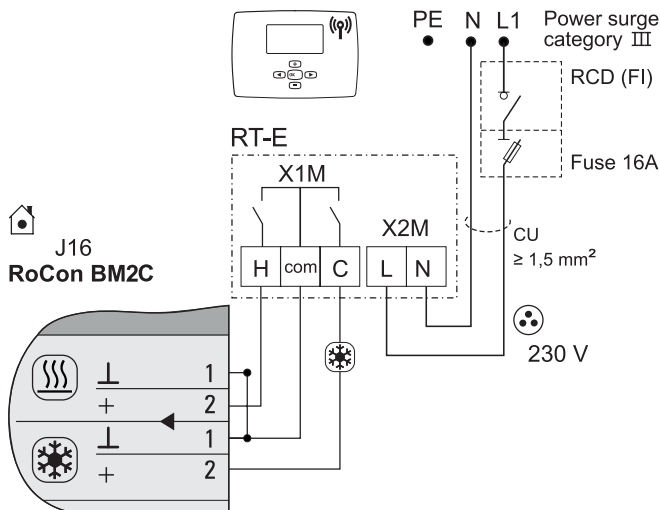 PE N L1 Power surge
category III
RCD (FI)
Fuse 16A
OK
RT-E
X1M
X2M
H com C L N
CU
≥ 1,5 mm²
230 V
J16
RoCon BM2C
⊥ 1
+ 2
⊥ 1
+ 2